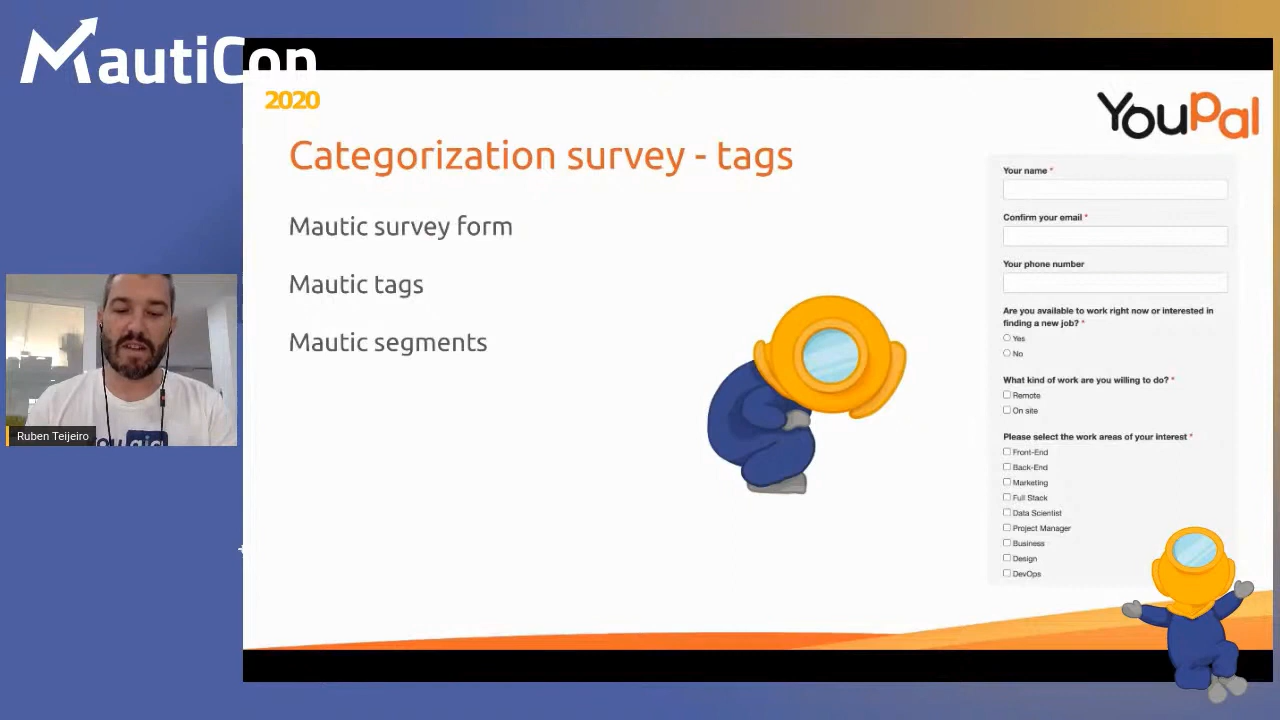 MautiCon
2020
YouPal
Categorization survey - tags
Mautic survey form
Mautic tags
Mautic segments
Ruben Teijeiro
Your name *
Confirm your email *
Your phone number
Are you available to work right now or interested in
finding a new job? *
Yes
No
What kind of work are you willing to do? *
Remote
On site
Please select the work areas of your interest *
Front-End
Back-End
Marketing
Full Stack
Data Scientist
Project Manager
Business
Design
DevOps